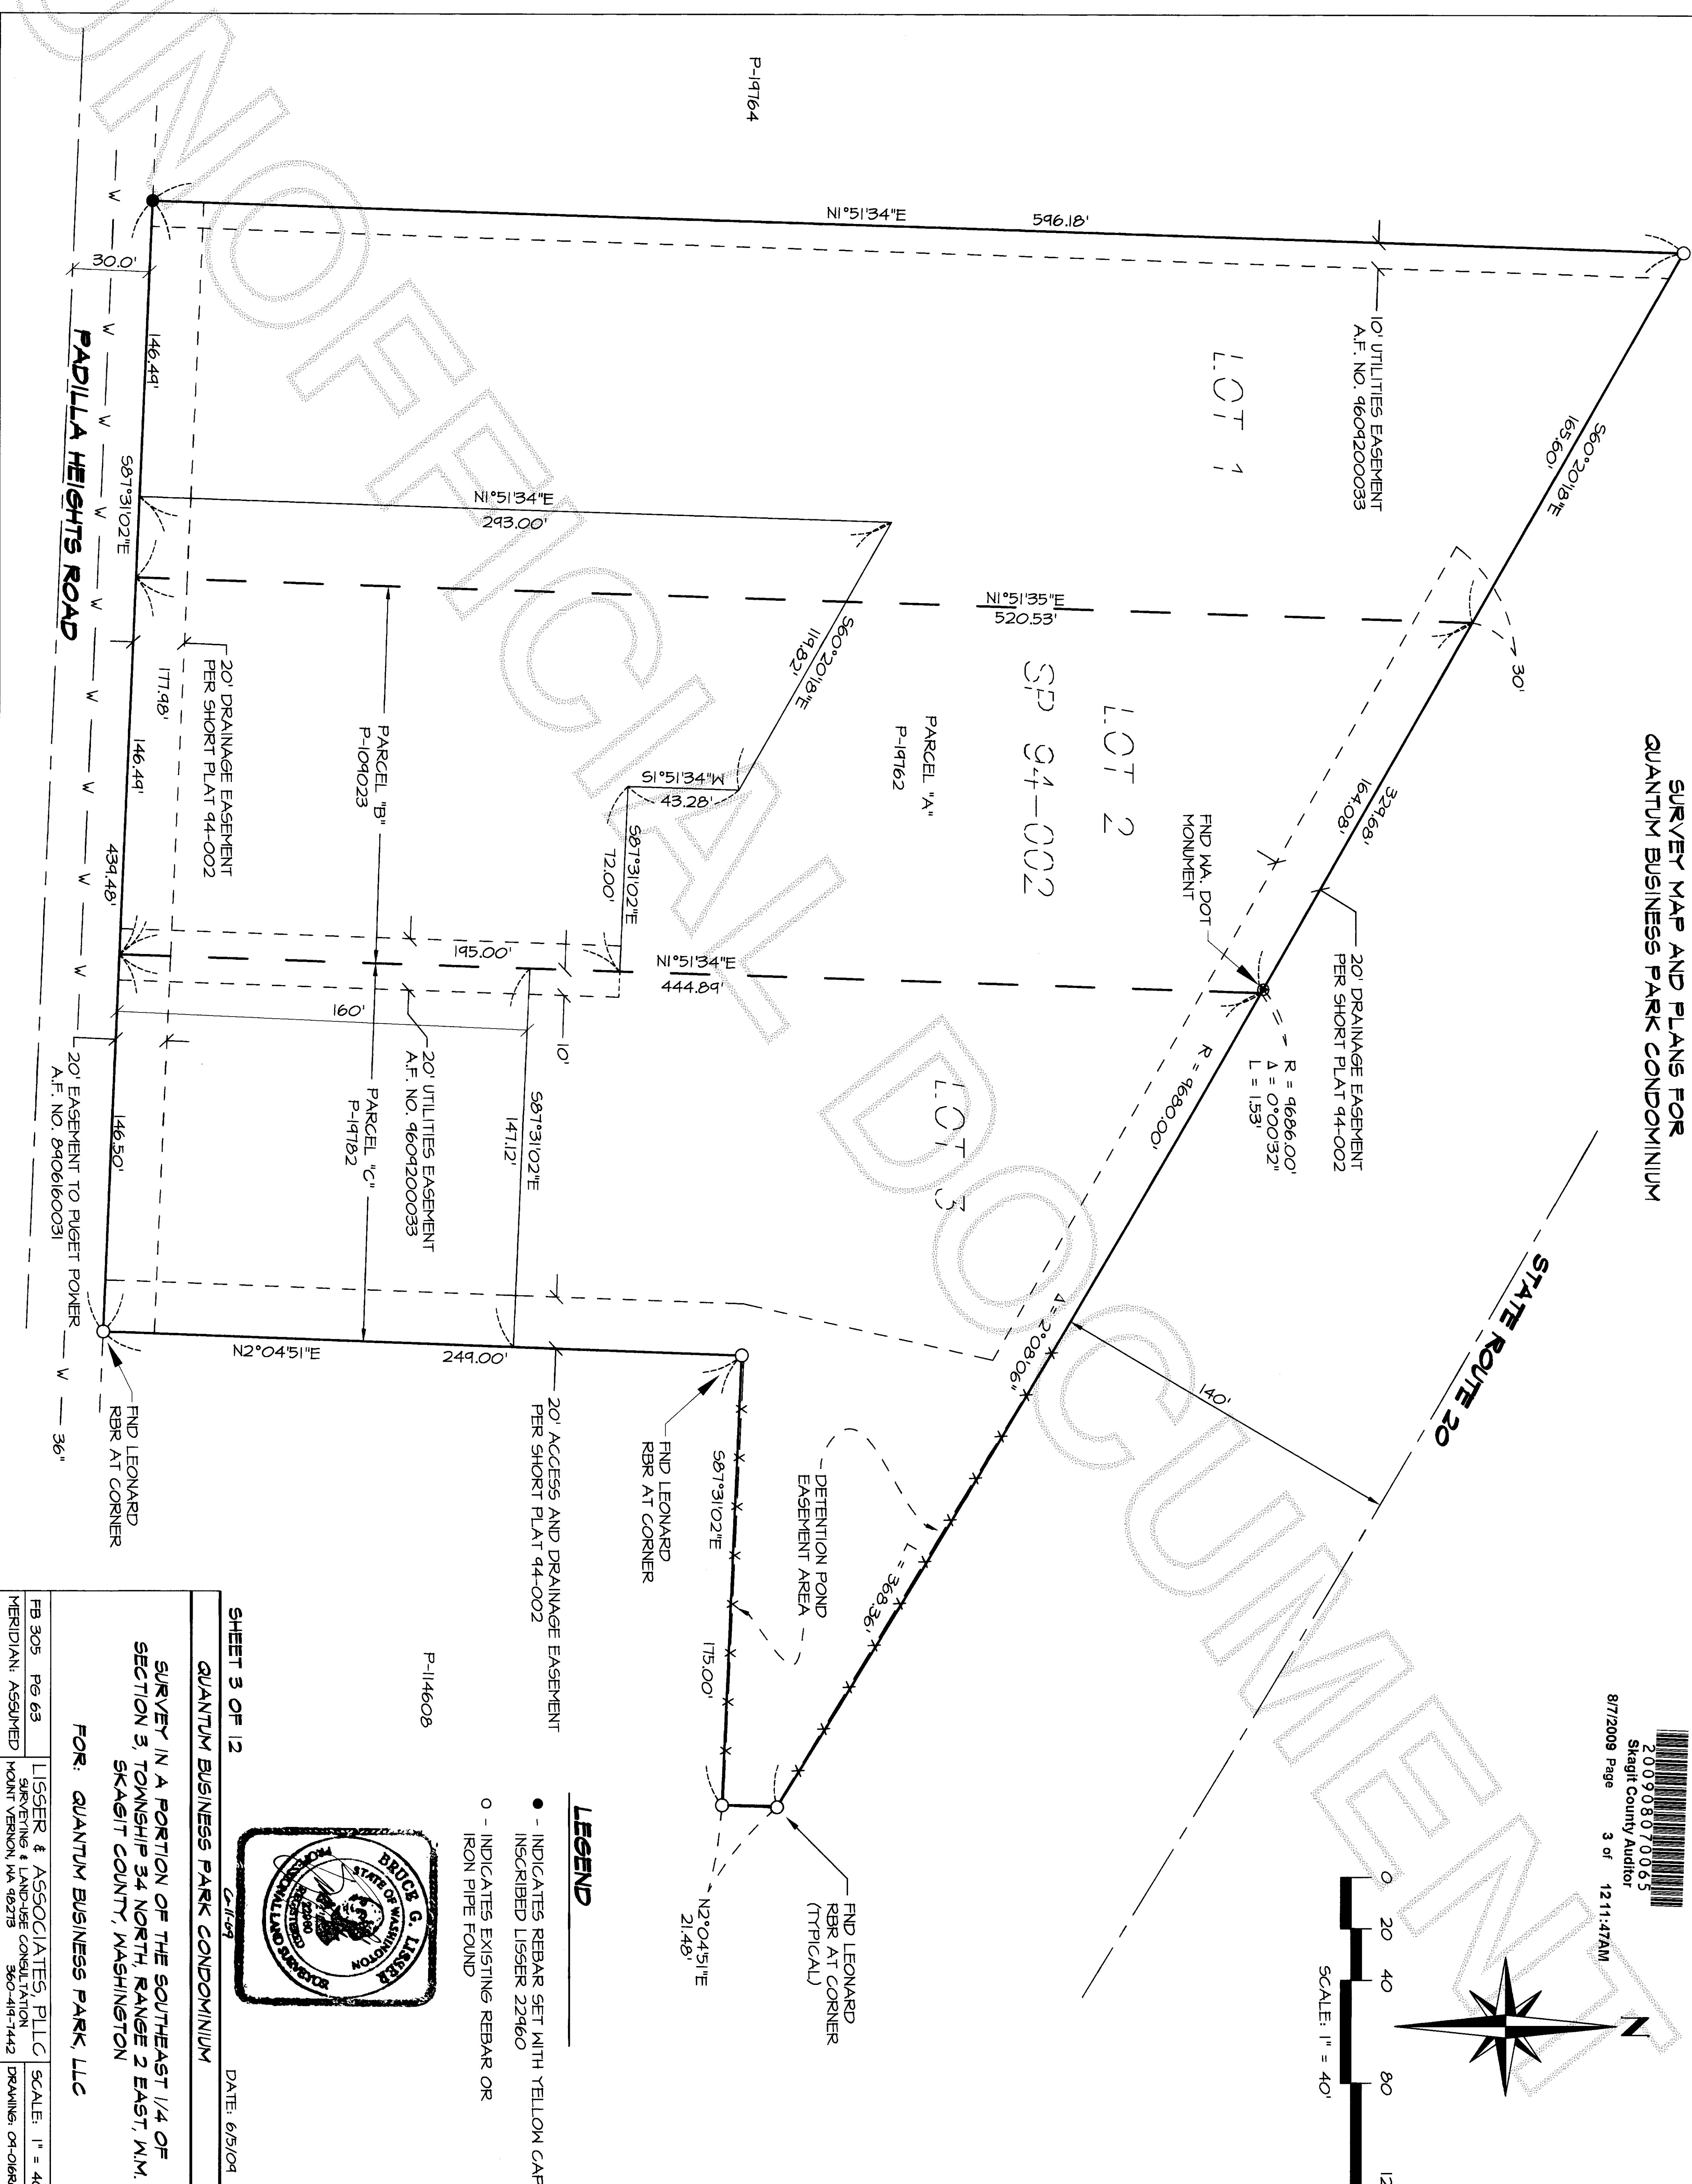 SURVEY MAP AND PLANS FOR
QUANTUM BUSINESS PARK CONDOMINIUM
200908070065
Skagit County Auditor
8/7/2009 Page 3 of 12 11:47AM
UNOFFICIAL DOCUMENT
N
0 20 40 80 12
SCALE: 1" = 40'
STATE ROUTE 20
140'
P-19764
N1°51'34"E 596.18'
10' UTILITIES EASEMENT
A.F. NO. 9609200033
S60°20'18"E
165.60'
30'
329.68'
164.08'
20' DRAINAGE EASEMENT
PER SHORT PLAT 94-002
FND WA. DOT
MONUMENT
R = 9686.00'
Δ = 0°00'32"
L = 1.53'
R = 9680.00'
Δ = 2°08'06"
L = 368.36'
LOT 1
LOT 2
SP 94-002
LOT 3
N1°51'35"E
520.53'
PARCEL "A"
P-19762
N1°51'34"E
293.00'
S60°20'18"E
119.82'
S1°51'34"W
43.28'
S87°31'02"E
72.00'
N1°51'34"E
444.89'
195.00'
10'
160'
S87°31'02"E
147.12'
PARCEL "B"
P-109023
PARCEL "C"
P-19782
20' UTILITIES EASEMENT
A.F. NO. 9609200033
20' DRAINAGE EASEMENT
PER SHORT PLAT 94-002
177.98'
30.0'
146.49'
S87°31'02"E
146.49'
439.48'
146.50'
PADILLA HEIGHTS ROAD
W W W W W W W W W W 36"
20' EASEMENT TO PUGET POWER
A.F. NO. 8906160031
N2°04'51"E
249.00'
FND LEONARD
RBR AT CORNER
20' ACCESS AND DRAINAGE EASEMENT
PER SHORT PLAT 94-002
FND LEONARD
RBR AT CORNER
S87°31'02"E
175.00'
DETENTION POND
EASEMENT AREA
FND LEONARD
RBR AT CORNER
(TYPICAL)
N2°04'51"E
21.48'
P-114608
LEGEND
● - INDICATES REBAR SET WITH YELLOW CAP
INSCRIBED LISSER 22960
○ - INDICATES EXISTING REBAR OR
IRON PIPE FOUND
BRUCE G. LISSER
STATE OF WASHINGTON
22960
REGISTERED
PROFESSIONAL LAND SURVEYOR
SHEET 3 OF 12
DATE: 6/5/09
QUANTUM BUSINESS PARK CONDOMINIUM
SURVEY IN A PORTION OF THE SOUTHEAST 1/4 OF
SECTION 3, TOWNSHIP 34 NORTH, RANGE 2 EAST, W.M.
SKAGIT COUNTY, WASHINGTON
FOR: QUANTUM BUSINESS PARK, LLC
FB 305 PG 63
MERIDIAN: ASSUMED
LISSER & ASSOCIATES, PLLC
SURVEYING & LAND-USE CONSULTATION
MOUNT VERNON, WA 98273 360-419-7442
SCALE: 1" = 40
DRAWING: 09-016R